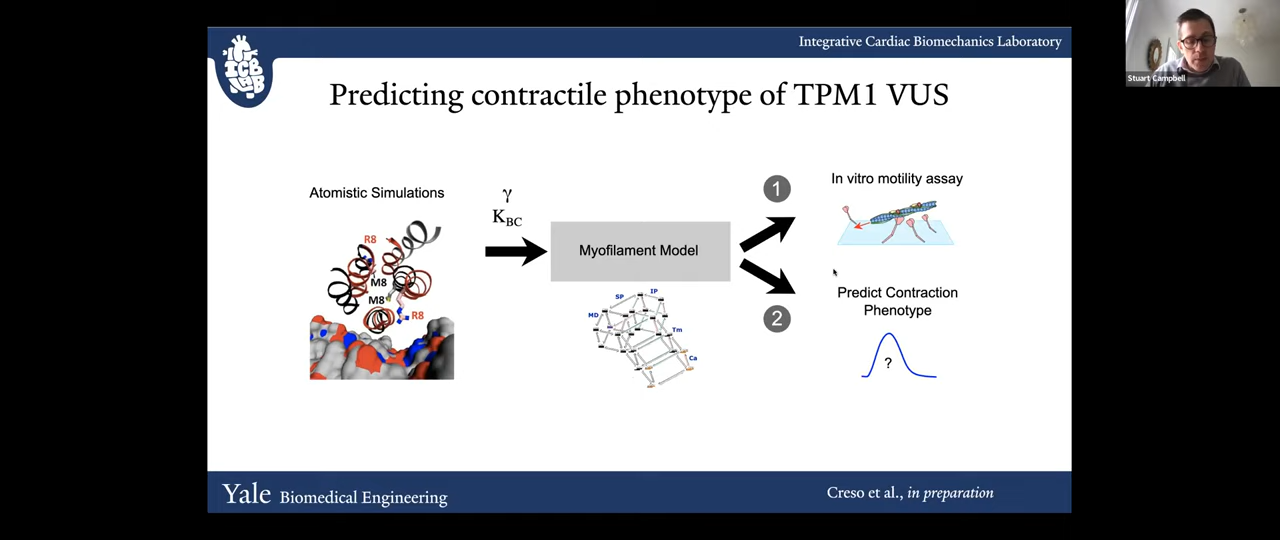 Integrative Cardiac Biomechanics Laboratory
ICB
LAB
Stuart Campbell
Predicting contractile phenotype of TPM1 VUS
Atomistic Simulations
γ
K_BC
Myofilament Model
1
In vitro motility assay
2
Predict Contraction
Phenotype
?
R8
M8
M8
R8
SP
IP
MD
Tm
Ca
Yale Biomedical Engineering
Creso et al., in preparation